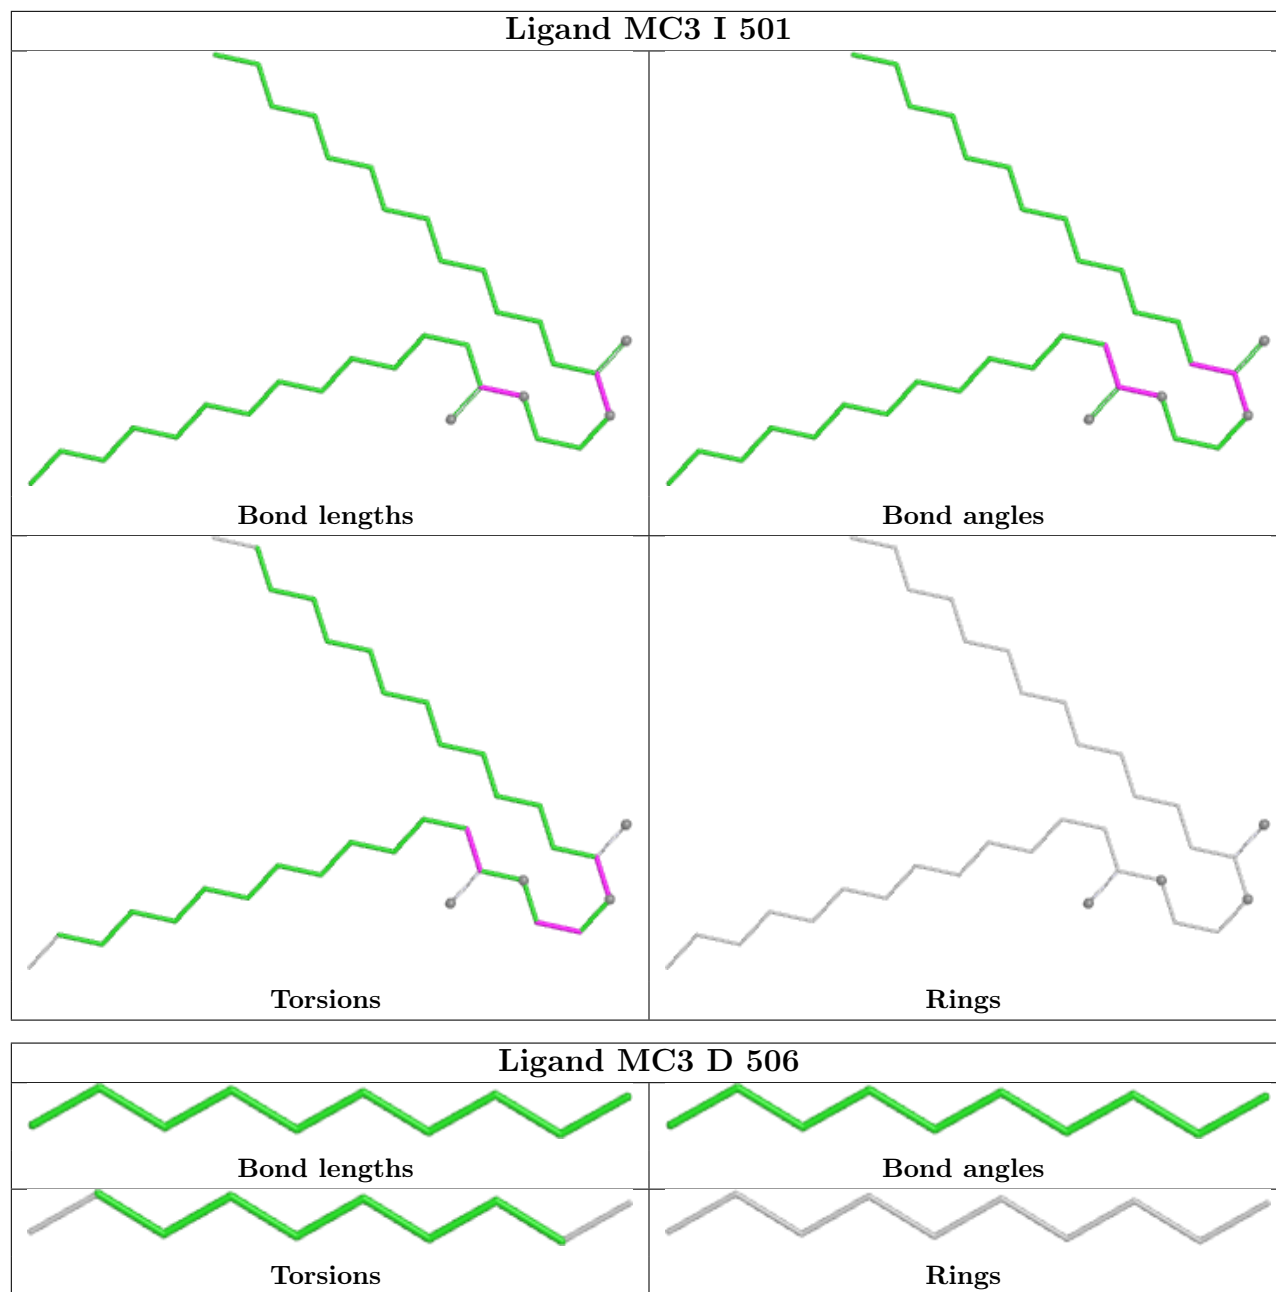 Ligand MC3 I 501
Bond lengths
Bond angles
Torsions
Rings
Ligand MC3 D 506
Bond lengths
Bond angles
Torsions
Rings